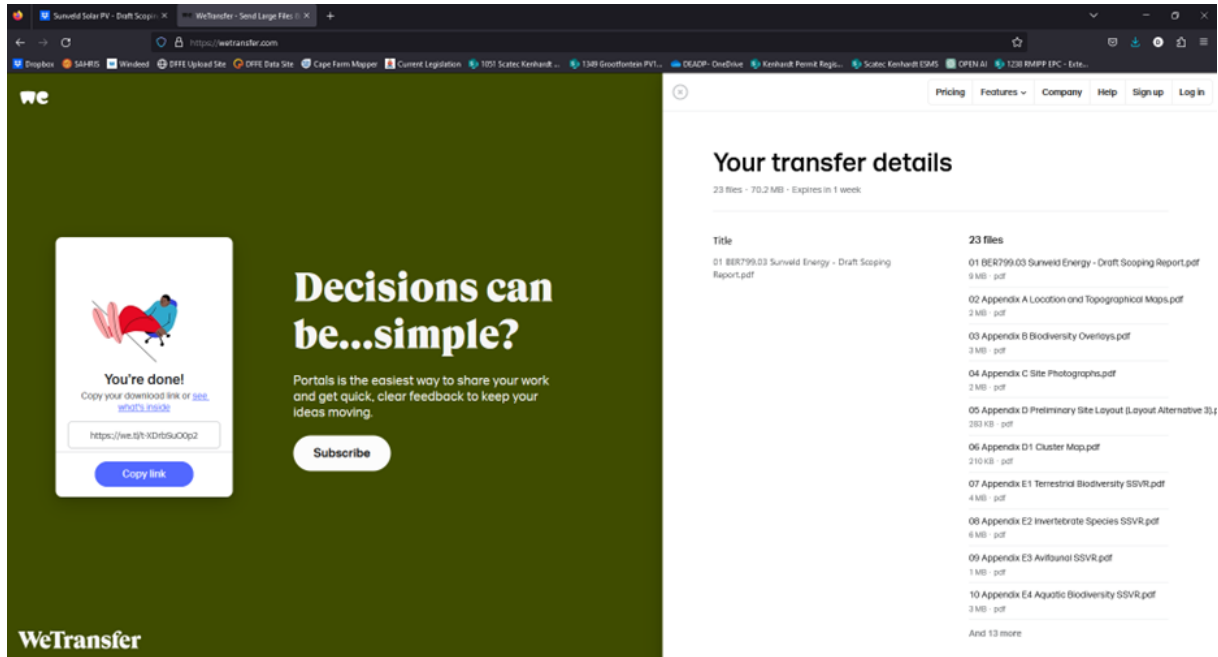 Sunveld Solar PV - Draft Scopin
WeTransfer - Send Large Files &
https://wetransfer.com
Dropbox SAHRIS Windeed DFFE Upload Site DFFE Data Site Cape Farm Mapper Current Legislation 1051 Scatec Kenhardt ... 1349 Grootfontein PV1... DEADP- OneDrive Kenhardt Permit Regis... Scatec Kenhardt ESMS OPEN AI 1238 RMIPP EPC - Exte...
we
Pricing Features Company Help Sign up Log in
You're done!
Copy your download link or see
what's inside
Copy link
Decisions can
be...simple?
Portals is the easiest way to share your work
and get quick, clear feedback to keep your
ideas moving.
Subscribe
WeTransfer
Your transfer details
23 files - 70.2 MB - Expires in 1 week
Title
01 BER799.03 Sunveld Energy - Draft Scoping
Report.pdf
23 files
01 BER799.03 Sunveld Energy - Draft Scoping Report.pdf
9 MB · pdf
02 Appendix A Location and Topographical Maps.pdf
2 MB · pdf
03 Appendix B Biodiversity Overlays.pdf
3 MB · pdf
04 Appendix C Site Photographs.pdf
2 MB · pdf
05 Appendix D Preliminary Site Layout (Layout Alternative 3).p
283 KB · pdf
06 Appendix D1 Cluster Map.pdf
210 KB · pdf
07 Appendix E1 Terrestrial Biodiversity SSVR.pdf
4 MB · pdf
08 Appendix E2 Invertebrate Species SSVR.pdf
6 MB · pdf
09 Appendix E3 Avifaunal SSVR.pdf
1 MB · pdf
10 Appendix E4 Aquatic Biodiversity SSVR.pdf
3 MB · pdf
And 13 more